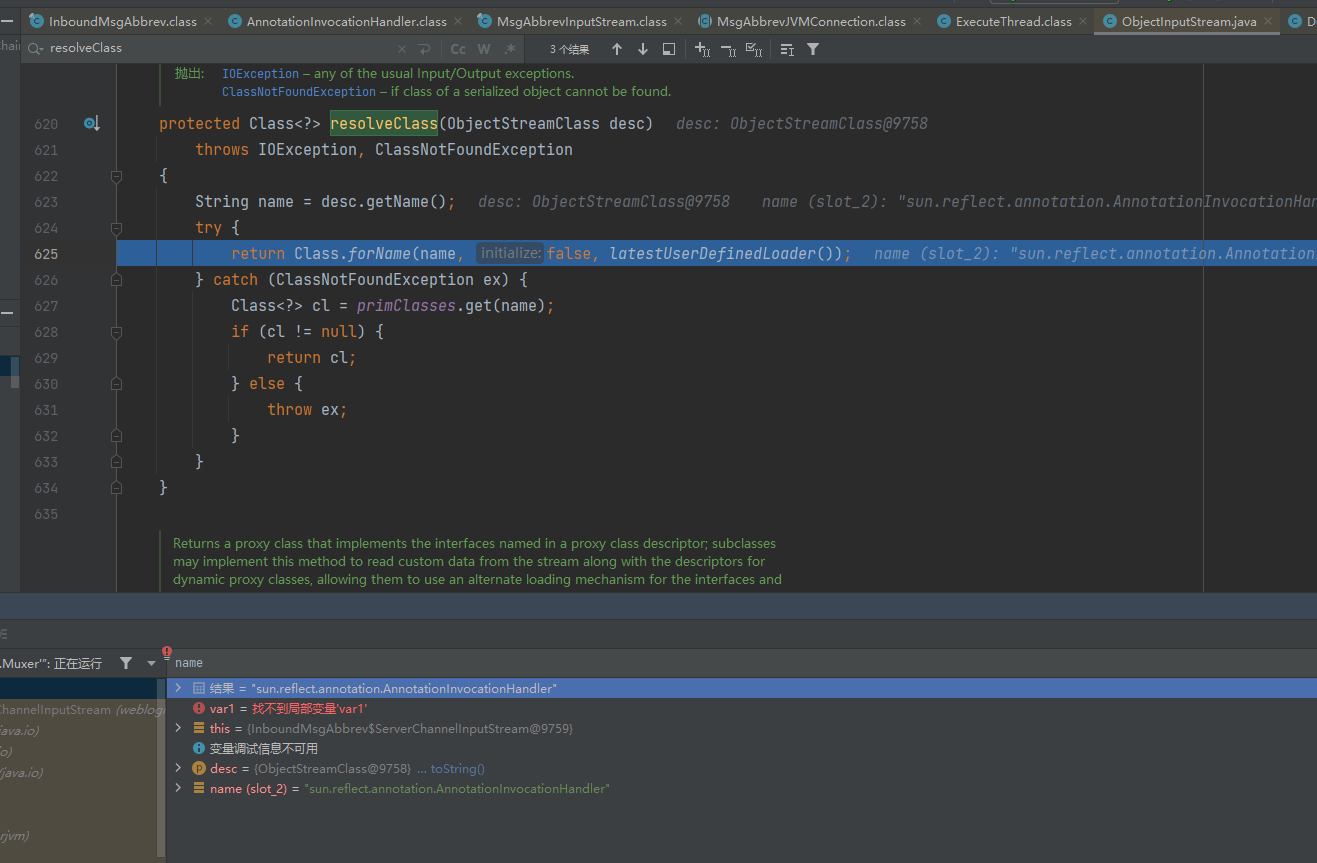 InboundMsgAbbrev.class AnnotationInvocationHandler.class MsgAbbrevInputStream.class MsgAbbrevJVMConnection.class ExecuteThread.class ObjectInputStream.java D
resolveClass Cc W .* 3 个结果
抛出: IOException – any of the usual Input/Output exceptions.
ClassNotFoundException – if class of a serialized object cannot be found.
620 protected Class<?> resolveClass(ObjectStreamClass desc) desc: ObjectStreamClass@9758
621 throws IOException, ClassNotFoundException
622 {
623 String name = desc.getName(); desc: ObjectStreamClass@9758 name (slot_2): "sun.reflect.annotation.AnnotationInvocationHan
624 try {
625 return Class.forName(name, initialize: false, latestUserDefinedLoader()); name (slot_2): "sun.reflect.annotation.Annotation
626 } catch (ClassNotFoundException ex) {
627 Class<?> cl = primClasses.get(name);
628 if (cl != null) {
629 return cl;
630 } else {
631 throw ex;
632 }
633 }
634 }
635
Returns a proxy class that implements the interfaces named in a proxy class descriptor; subclasses
may implement this method to read custom data from the stream along with the descriptors for
dynamic proxy classes, allowing them to use an alternate loading mechanism for the interfaces and
.Muxer'": 正在运行
name
结果 = "sun.reflect.annotation.AnnotationInvocationHandler"
ChannelInputStream (weblogi
var1 = 找不到局部变量'var1'
java.io)
this = {InboundMsgAbbrev$ServerChannelInputStream@9759}
o)
变量调试信息不可用
java.io)
desc = {ObjectStreamClass@9758} ... toString()
name (slot_2) = "sun.reflect.annotation.AnnotationInvocationHandler"
rjvm)